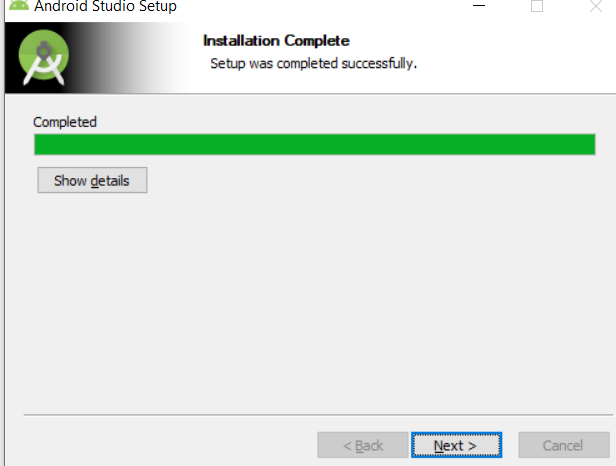 Android Studio Setup
Installation Complete
Setup was completed successfully.
Completed
Show details
< Back
Next >
Cancel